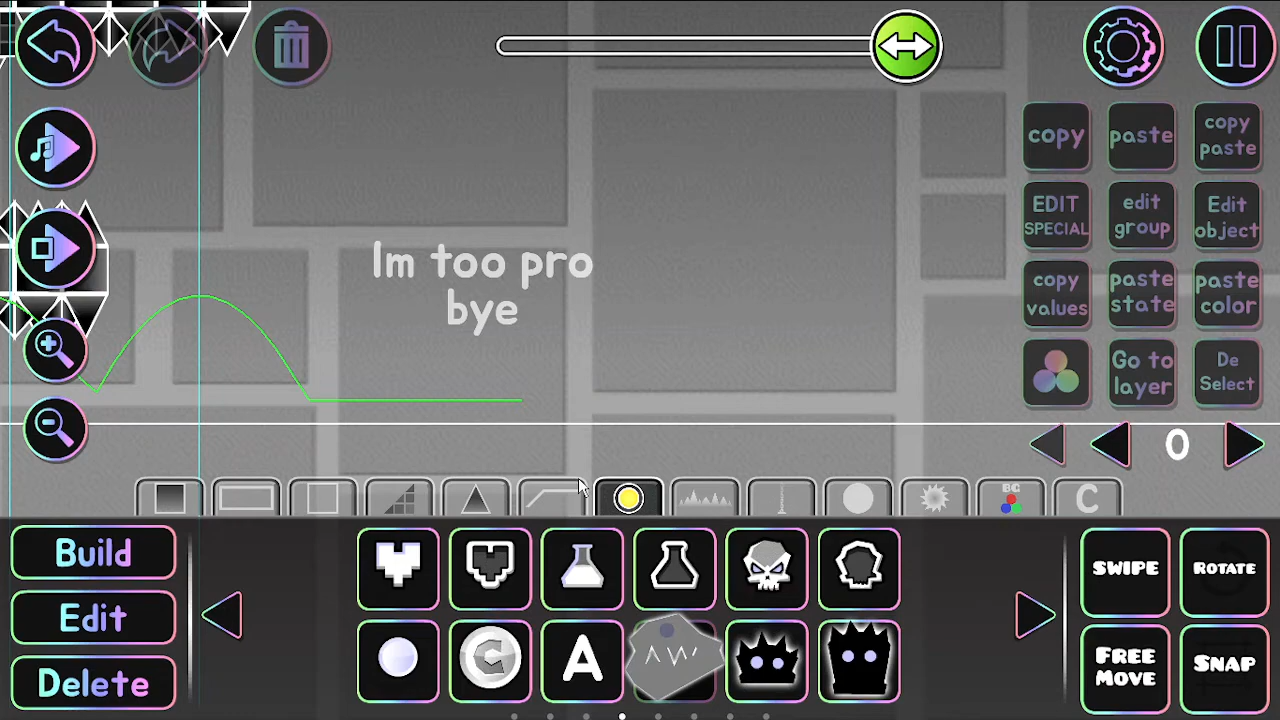 copy
paste
copy
paste
EDIT
SPECIAL
edit
group
Edit
object
copy
values
paste
state
paste
color
Go to
layer
De
Select
Im too pro
bye
0
BG
C
Build
Edit
Delete
C
A
SWIPE
ROTATE
FREE
MOVE
SNAP